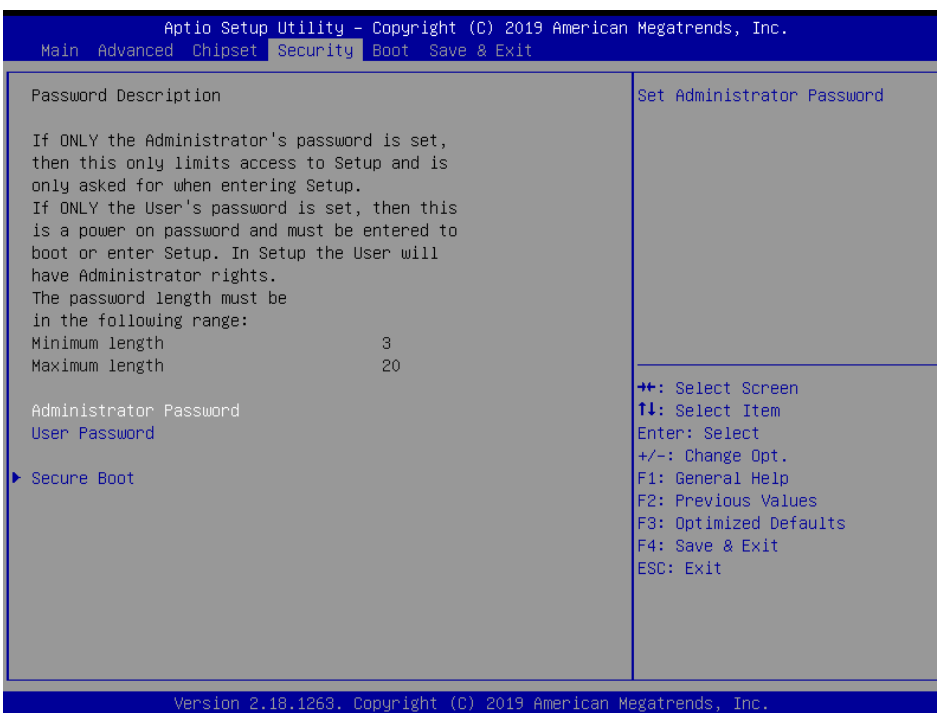 Aptio Setup Utility – Copyright (C) 2019 American Megatrends, Inc.
Main Advanced Chipset Security Boot Save & Exit
Password Description
If ONLY the Administrator's password is set,
then this only limits access to Setup and is
only asked for when entering Setup.
If ONLY the User's password is set, then this
is a power on password and must be entered to
boot or enter Setup. In Setup the User will
have Administrator rights.
The password length must be
in the following range:
Minimum length 3
Maximum length 20
Administrator Password
User Password
Secure Boot
Set Administrator Password
→←: Select Screen
↑↓: Select Item
Enter: Select
+/-: Change Opt.
F1: General Help
F2: Previous Values
F3: Optimized Defaults
F4: Save & Exit
ESC: Exit
Version 2.18.1263. Copyright (C) 2019 American Megatrends, Inc.